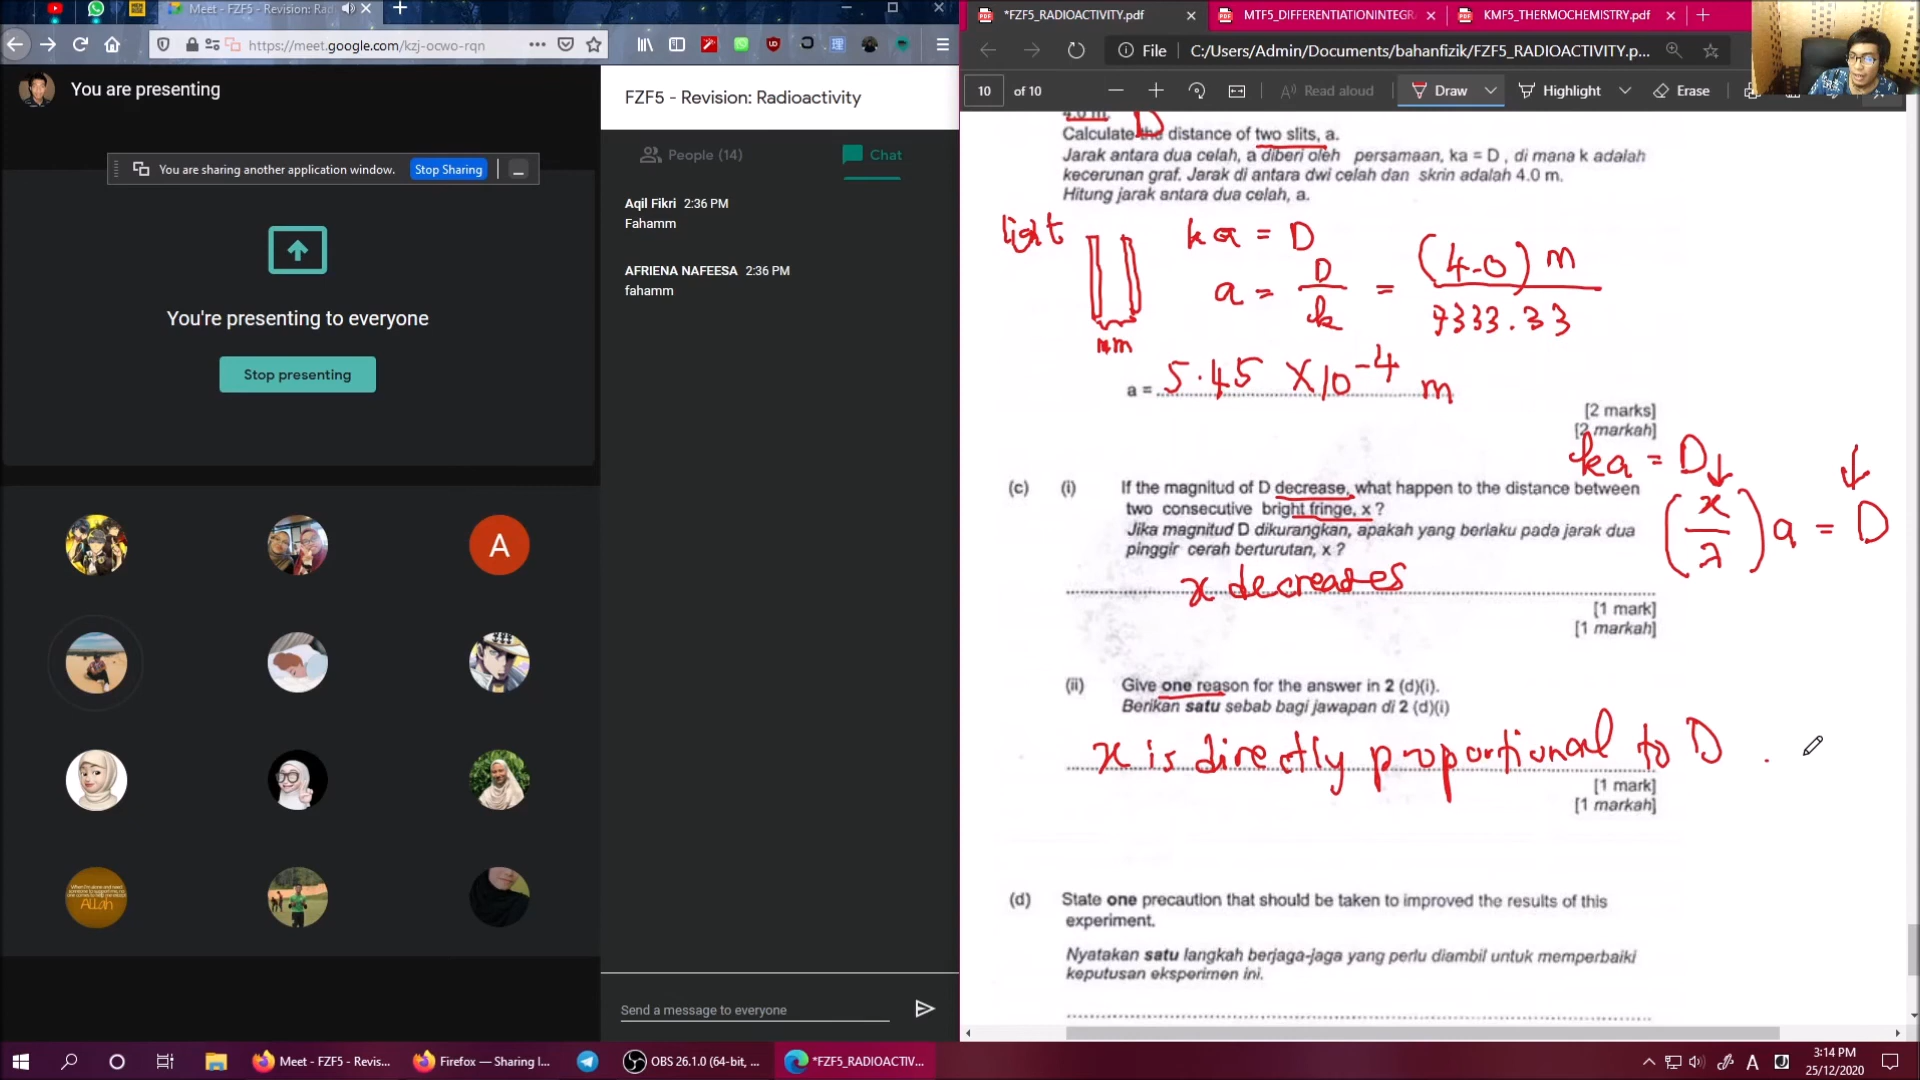 Meet - FZF5 - Revision: Rad
https://meet.google.com/kzj-ocwo-rqn
You are presenting
You are sharing another application window. Stop Sharing
You're presenting to everyone
Stop presenting
A
ALLAH
FZF5 - Revision: Radioactivity
People (14) Chat
Aqil Fikri 2:36 PM
Fahamm
AFRIENA NAFEESA 2:36 PM
fahamm
Send a message to everyone
*FZF5_RADIOACTIVITY.pdf
MTF5_DIFFERENTIATIONINTEGR
KMF5_THERMOCHEMISTRY.pdf
File C:/Users/Admin/Documents/bahanfizik/FZF5_RADIOACTIVITY.p...
10 of 10 Read aloud Draw Highlight Erase
4.0 m. D
Calculate the distance of two slits, a.
Jarak antara dua celah, a diberi oleh persamaan, ka = D , di mana k adalah
kecerunan graf. Jarak di antara dwi celah dan skrin adalah 4.0 m.
Hitung jarak antara dua celah, a.
light
ka = D
a = D/k = (4.0) m / 7333.33
a = 5.45 X10⁻⁴ m
[2 marks]
[2 markah]
ka = D
(x/λ) a = D
(c) (i) If the magnitud of D decrease, what happen to the distance between
two consecutive bright fringe, x ?
Jika magnitud D dikurangkan, apakah yang berlaku pada jarak dua
pinggir cerah berturutan, x ?
x decreases
[1 mark]
[1 markah]
(ii) Give one reason for the answer in 2 (d)(i).
Berikan satu sebab bagi jawapan di 2 (d)(i)
x is directly proportional to D .
[1 mark]
[1 markah]
(d) State one precaution that should be taken to improved the results of this
experiment.
Nyatakan satu langkah berjaga-jaga yang perlu diambil untuk memperbaiki
keputusan eksperimen ini.
Meet - FZF5 - Revis...
Firefox — Sharing I...
OBS 26.1.0 (64-bit, ...
*FZF5_RADIOACTIV...
A
3:14 PM
25/12/2020